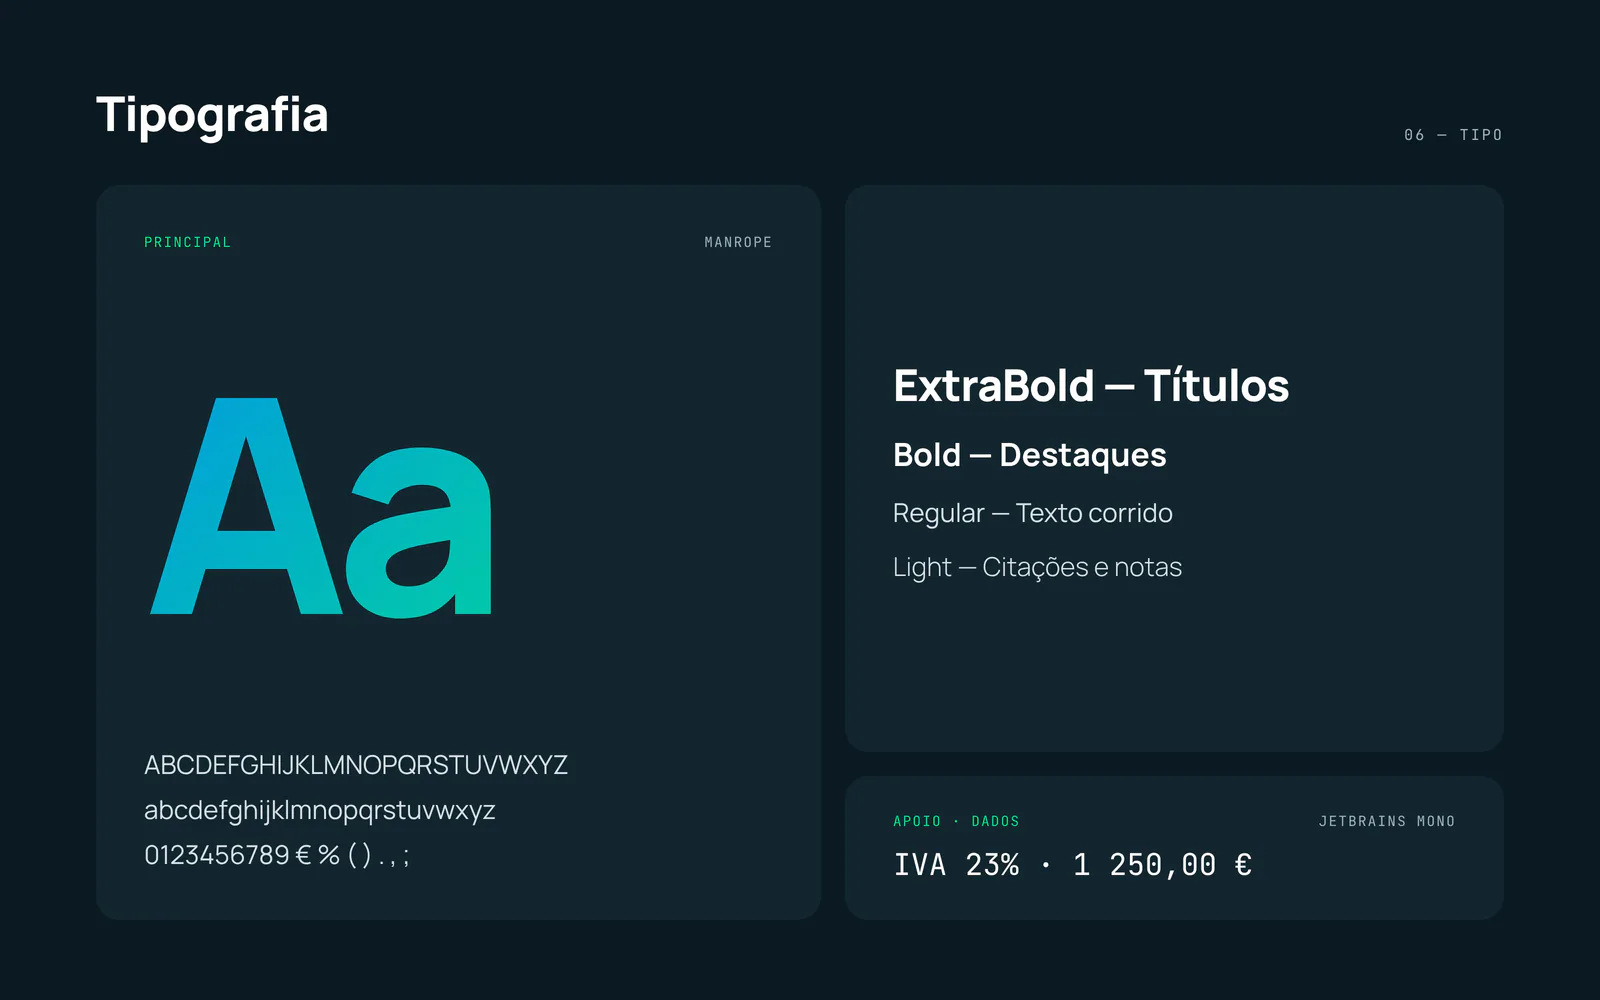 Tipografia
06 — TIPO
PRINCIPAL
MANROPE
Aa
ABCDEFGHIJKLMNOPQRSTUVWXYZ
abcdefghijklmnopqrstuvwxyz
0123456789 € % ( ) . , ;
ExtraBold — Títulos
Bold — Destaques
Regular — Texto corrido
Light — Citações e notas
APOIO · DADOS
JETBRAINS MONO
IVA 23% · 1 250,00 €